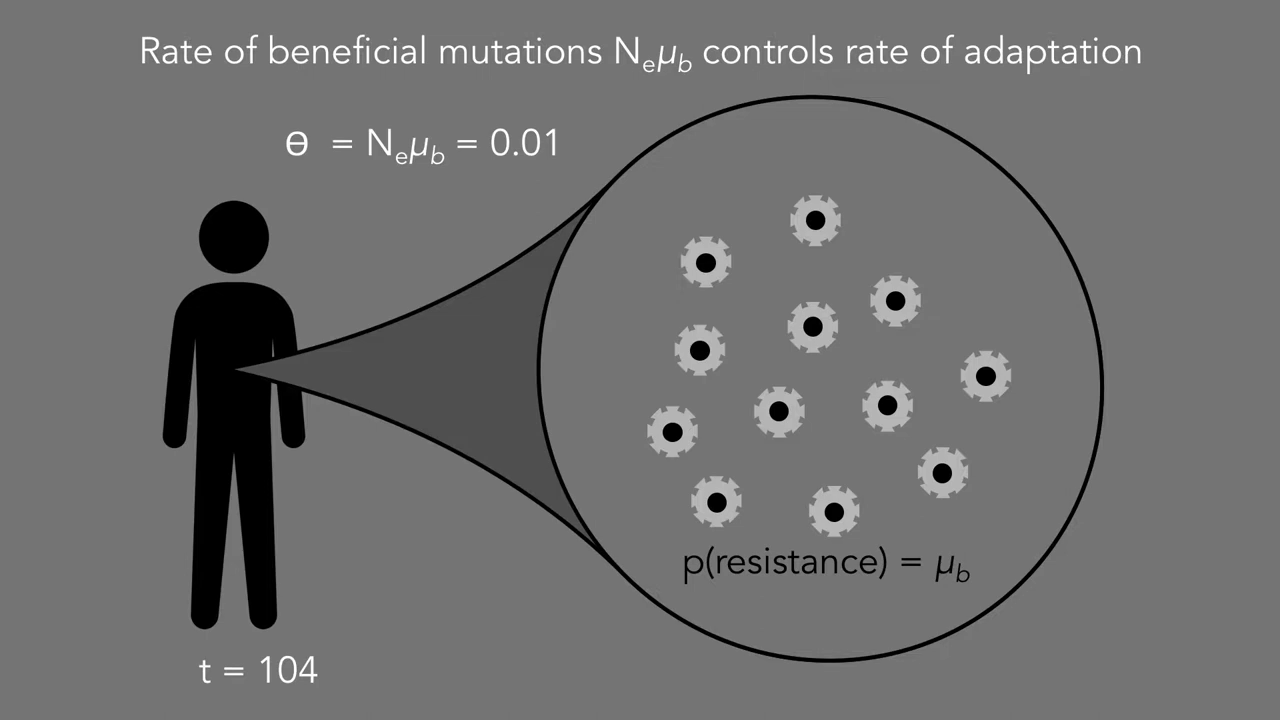 Rate of beneficial mutations Nₑμ_b controls rate of adaptation
ϴ = Nₑμ_b = 0.01
p(resistance) = μ_b
t = 104